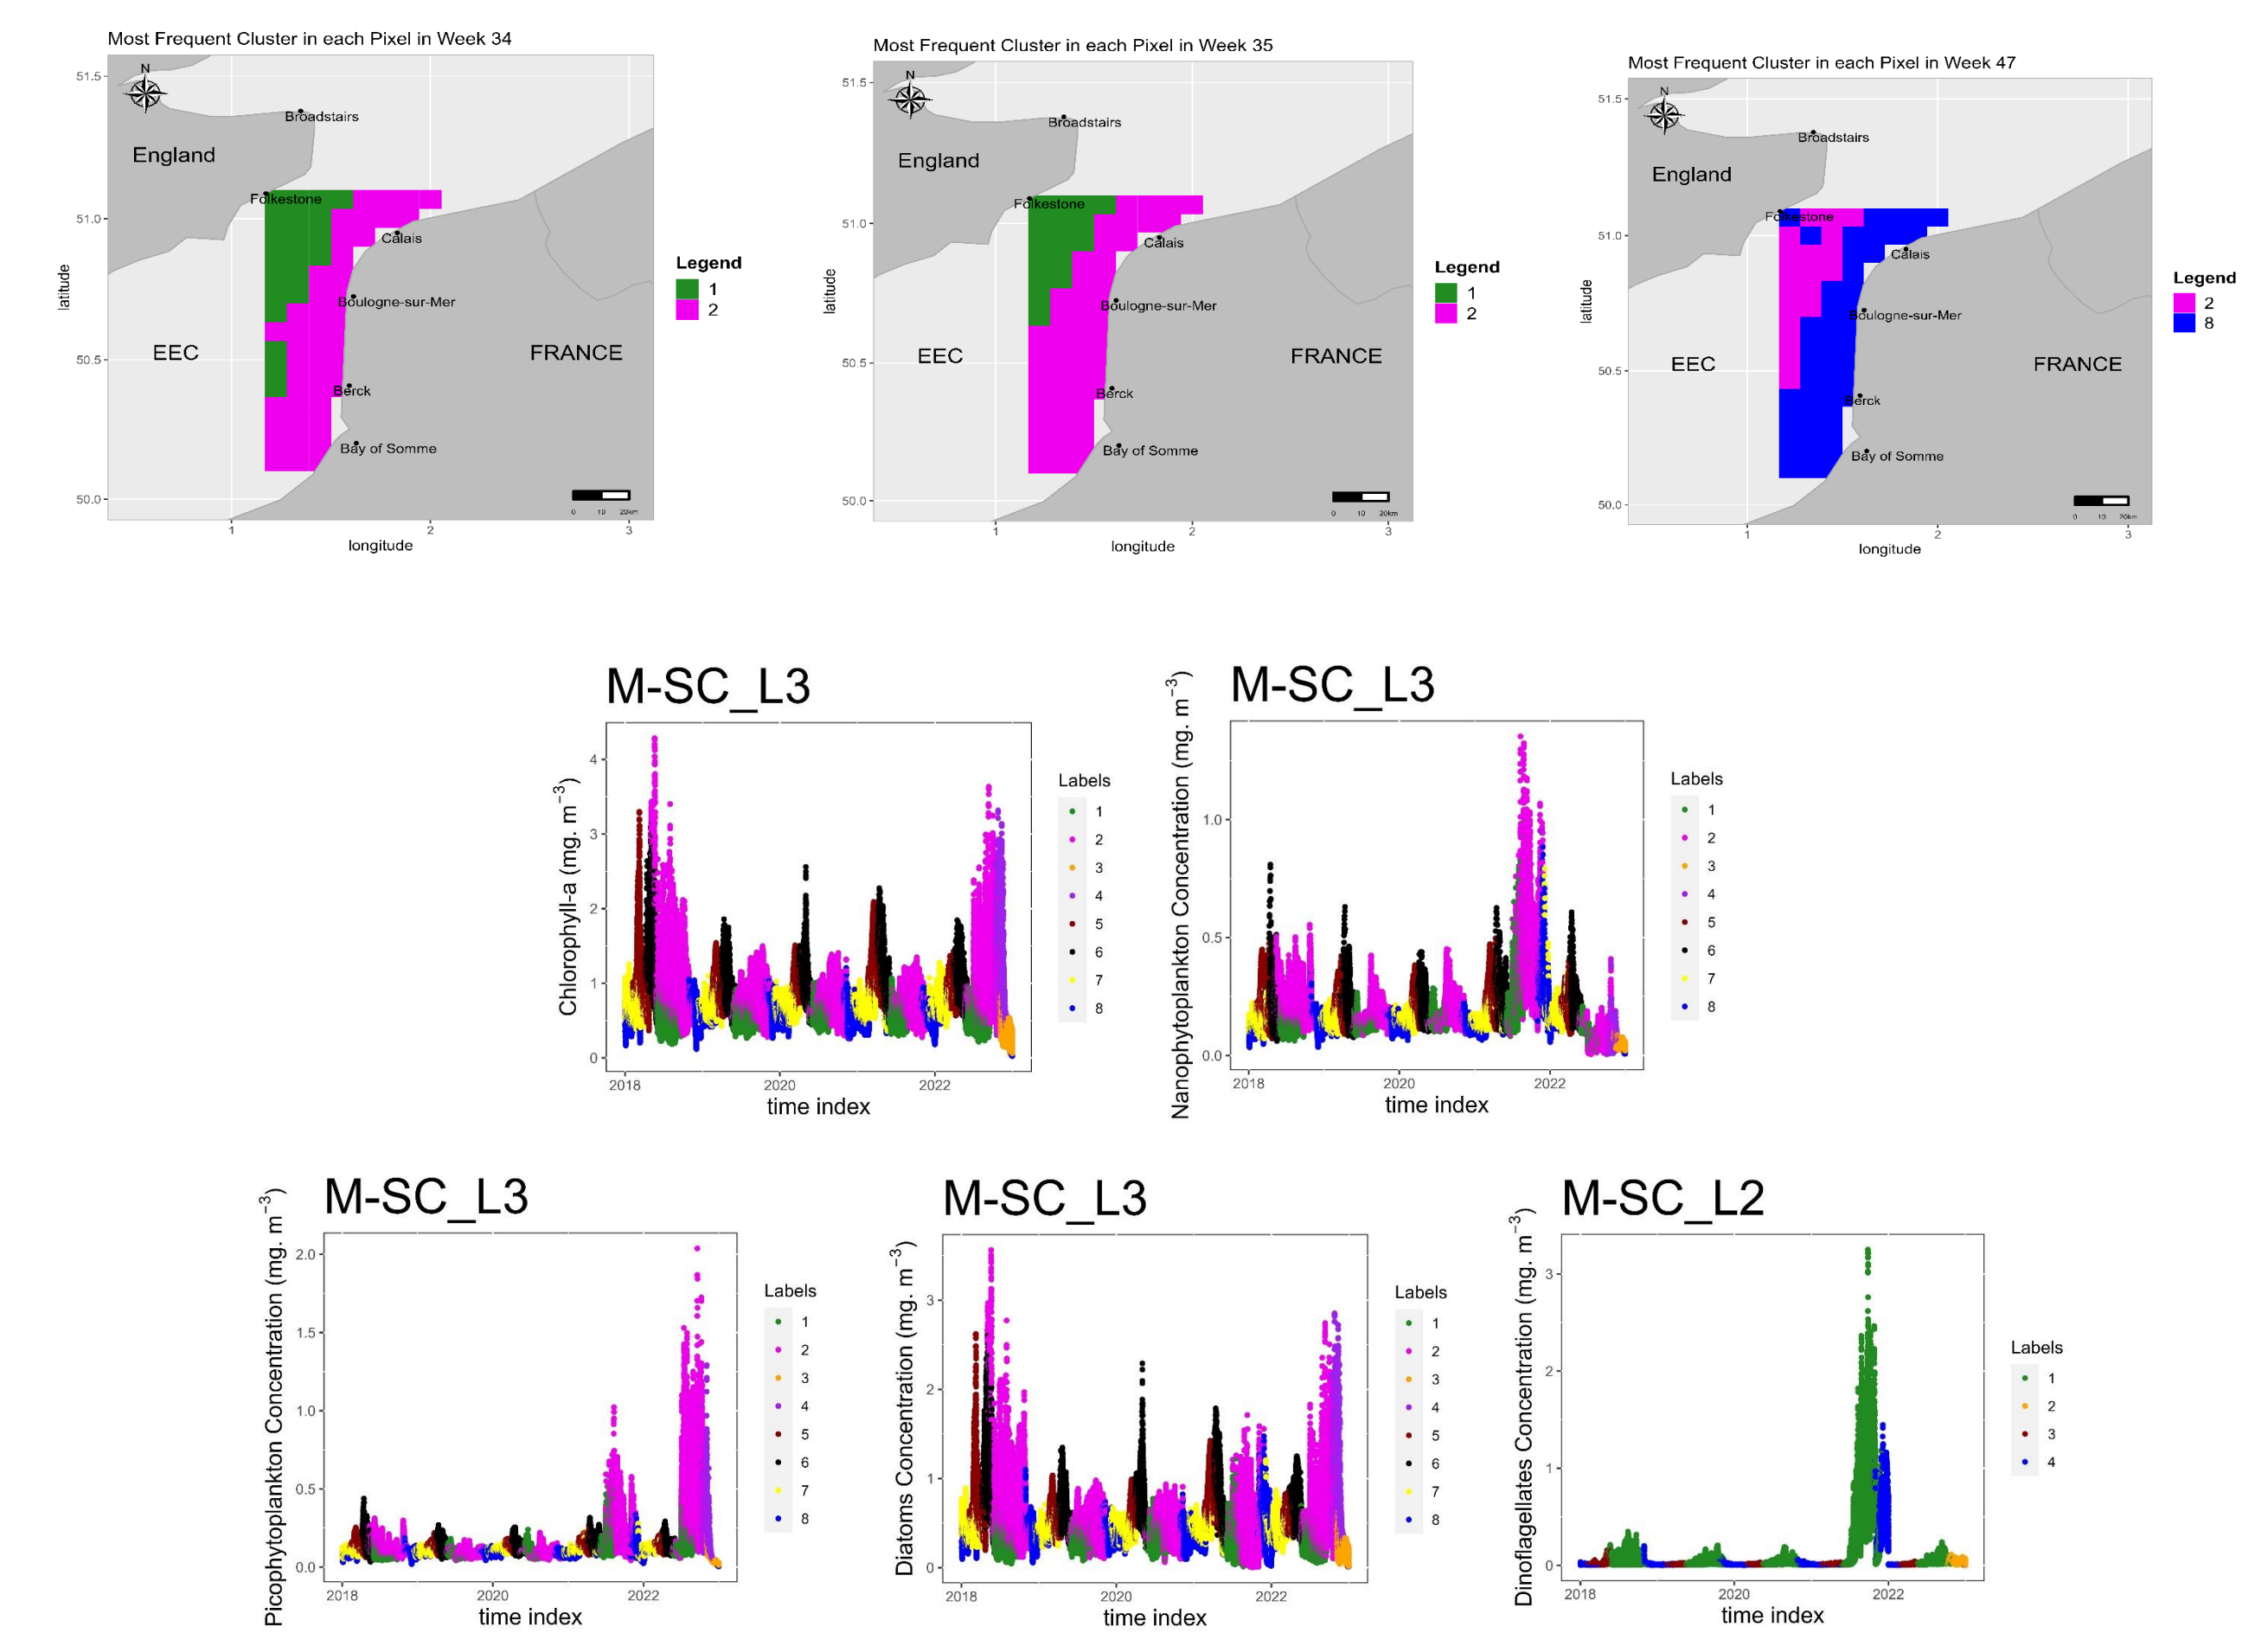 Most Frequent Cluster in each Pixel in Week 34
N
51.5
Broadstairs
England
Folkestone
51.0
Calais
latitude
Boulogne-sur-Mer
EEC
FRANCE
50.5
Berck
Bay of Somme
50.0
0 10 20km
1 2 3
longitude
Legend
1
2
Most Frequent Cluster in each Pixel in Week 35
N
51.5
Broadstairs
England
Folkestone
51.0
Calais
latitude
Boulogne-sur-Mer
EEC
FRANCE
50.5
Berck
Bay of Somme
50.0
0 10 20km
1 2 3
longitude
Legend
1
2
Most Frequent Cluster in each Pixel in Week 47
N
51.5
Broadstairs
England
Folkestone
51.0
Calais
latitude
Boulogne-sur-Mer
EEC
FRANCE
50.5
Berck
Bay of Somme
50.0
0 10 20km
1 2 3
longitude
Legend
2
8
M-SC_L3
Chlorophyll-a (mg. m⁻³)
4
3
2
1
0
2018 2020 2022
time index
Labels
1
2
3
4
5
6
7
8
M-SC_L3
Nanophytoplankton Concentration (mg. m⁻³)
1.0
0.5
0.0
2018 2020 2022
time index
Labels
1
2
3
4
5
6
7
8
M-SC_L3
Picophytoplankton Concentration (mg. m⁻³)
2.0
1.5
1.0
0.5
0.0
2018 2020 2022
time index
Labels
1
2
3
4
5
6
7
8
M-SC_L3
Diatoms Concentration (mg. m⁻³)
3
2
1
0
2018 2020 2022
time index
Labels
1
2
3
4
5
6
7
8
M-SC_L2
Dinoflagellates Concentration (mg. m⁻³)
3
2
1
0
2018 2020 2022
time index
Labels
1
2
3
4